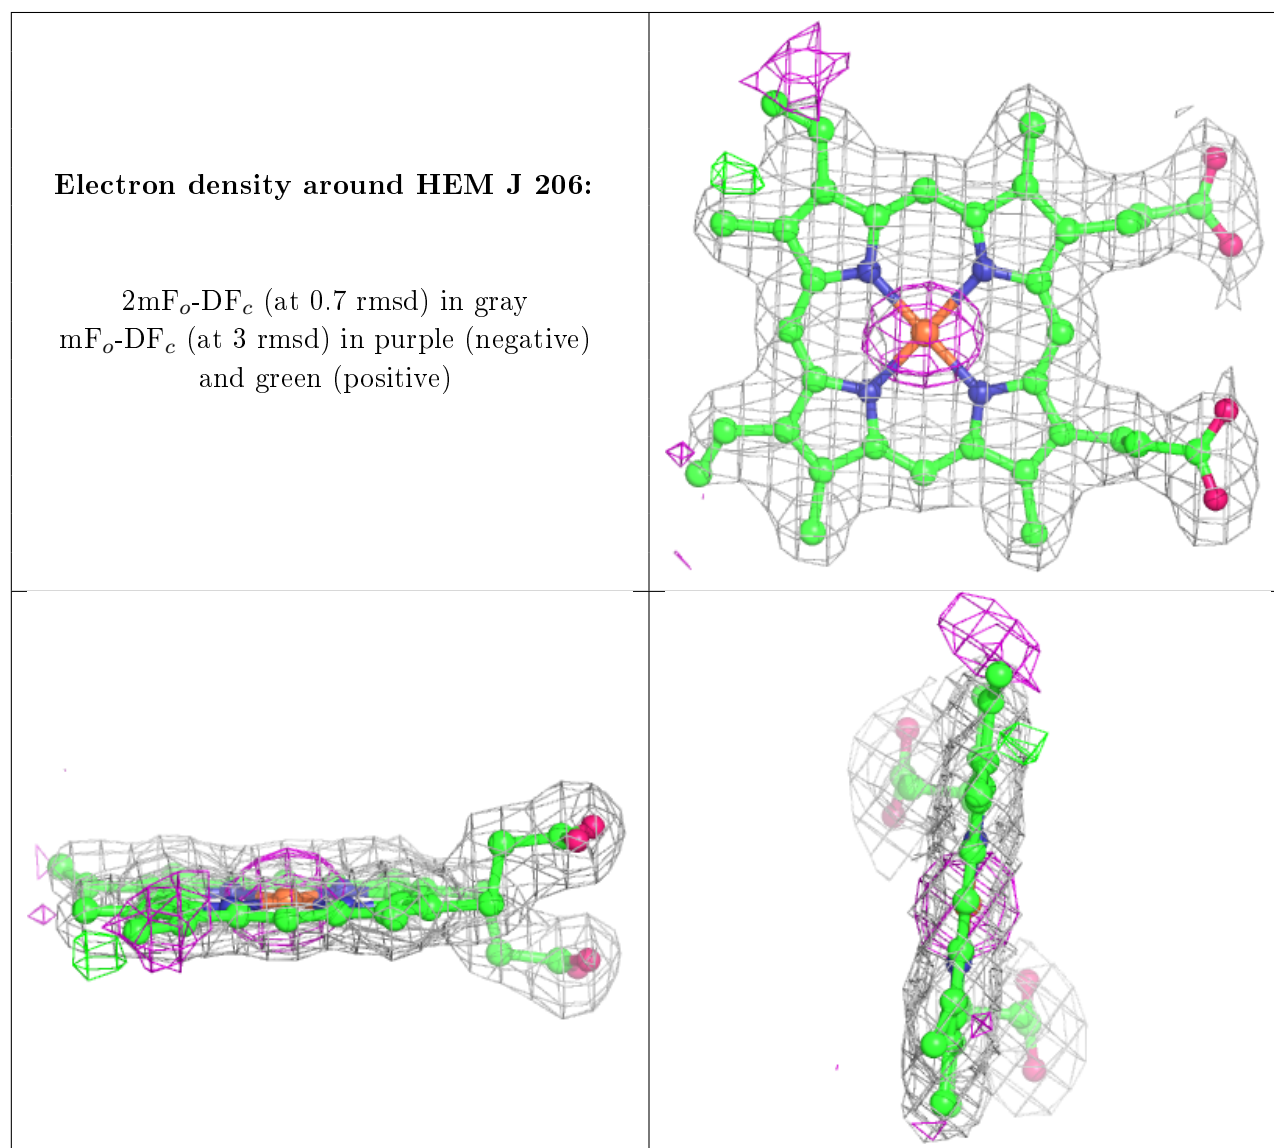 Electron density around HEM J 206:
2mFo-DFc (at 0.7 rmsd) in gray
mFo-DFc (at 3 rmsd) in purple (negative)
and green (positive)